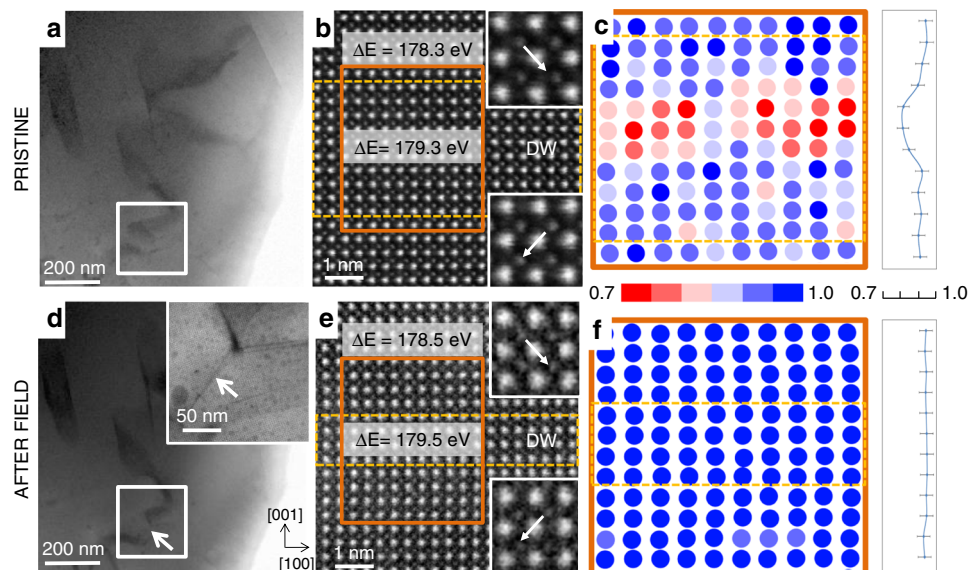 PRISTINE
a
200 nm
b
ΔE = 178.3 eV
ΔE= 179.3 eV
DW
1 nm
c
0.7
1.0
0.7
1.0
AFTER FIELD
d
50 nm
200 nm
[001]
[100]
e
ΔE = 178.5 eV
ΔE = 179.5 eV
DW
1 nm
f